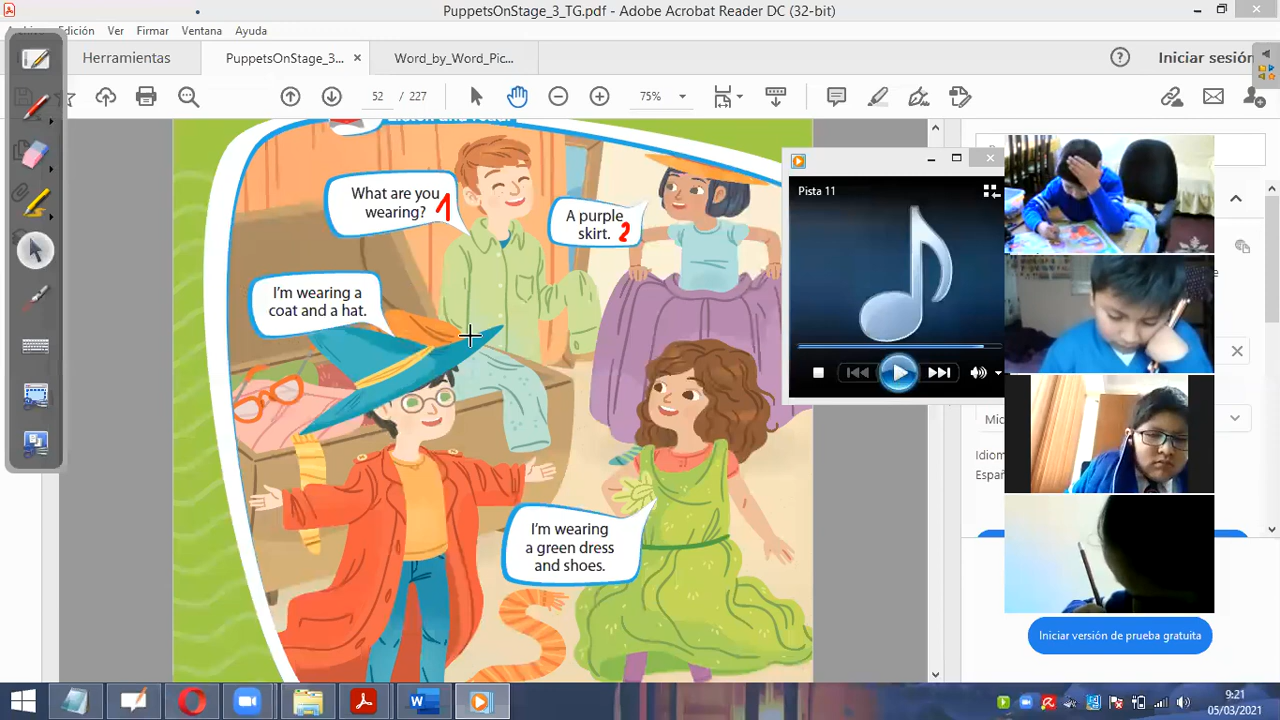 PuppetsOnStage_3_TG.pdf - Adobe Acrobat Reader DC (32-bit)
Edición Ver Firmar Ventana Ayuda
Herramientas
PuppetsOnStage_3...
Word_by_Word_Pic...
Iniciar sesión
52 / 227
75%
What are you
wearing? 1
A purple
skirt. 2
I'm wearing a
coat and a hat.
I'm wearing
a green dress
and shoes.
Pista 11
Iniciar versión de prueba gratuita
9:21
05/03/2021